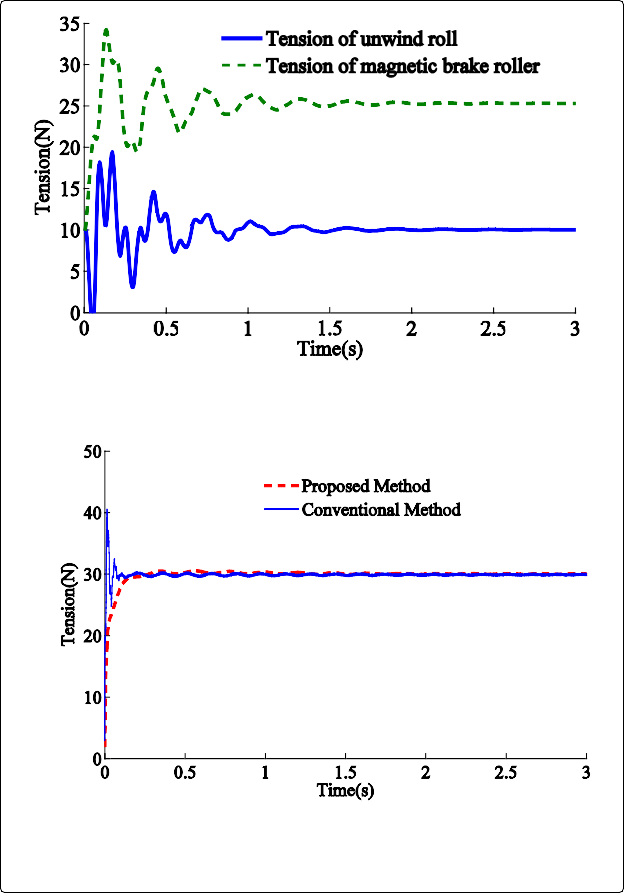 35
30
25
20
15
10
5
0
Tension(N)
Tension of unwind roll
Tension of magnetic brake roller
0 0.5 1 1.5 2 2.5 3
Time(s)
50
40
30
20
10
0
Tension(N)
Proposed Method
Conventional Method
0 0.5 1 1.5 2 2.5 3
Time(s)